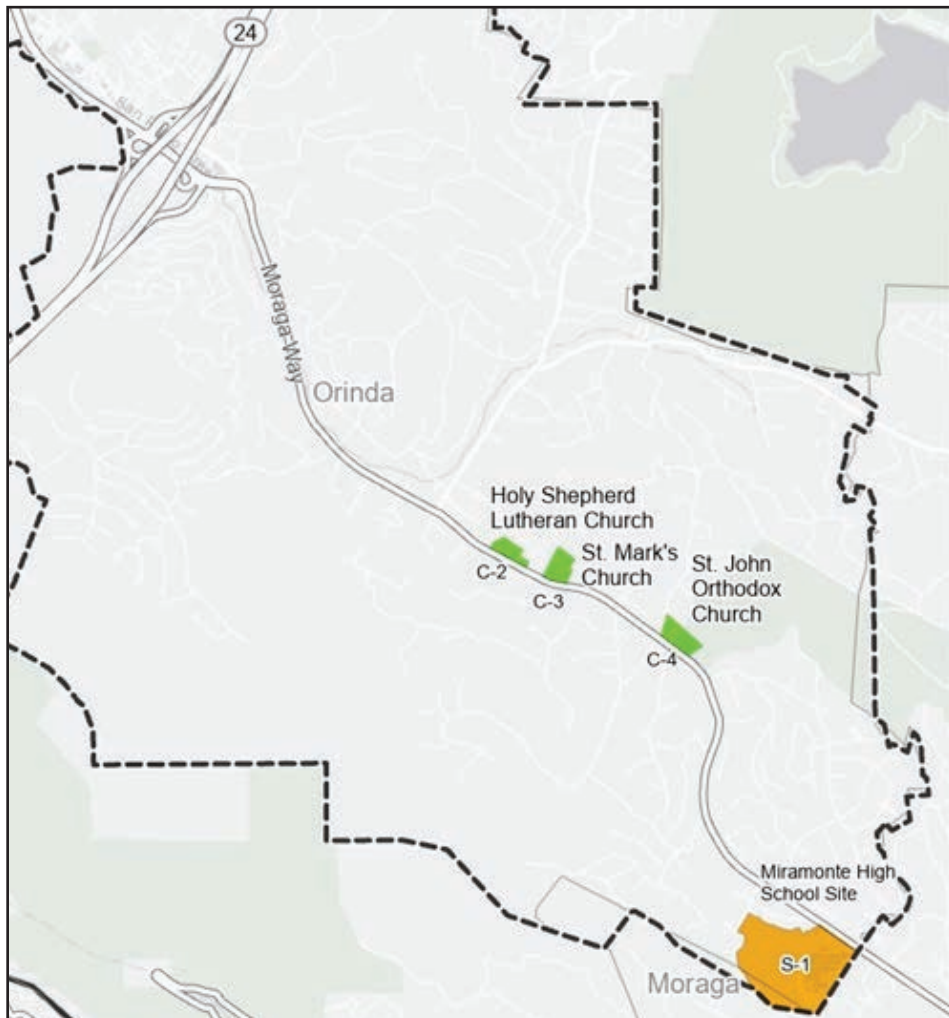 24
Moraga Way
Orinda
Holy Shepherd
Lutheran Church
C-2
St. Mark's
Church
C-3
St. John
Orthodox
Church
C-4
Miramonte High
School Site
S-1
Moraga